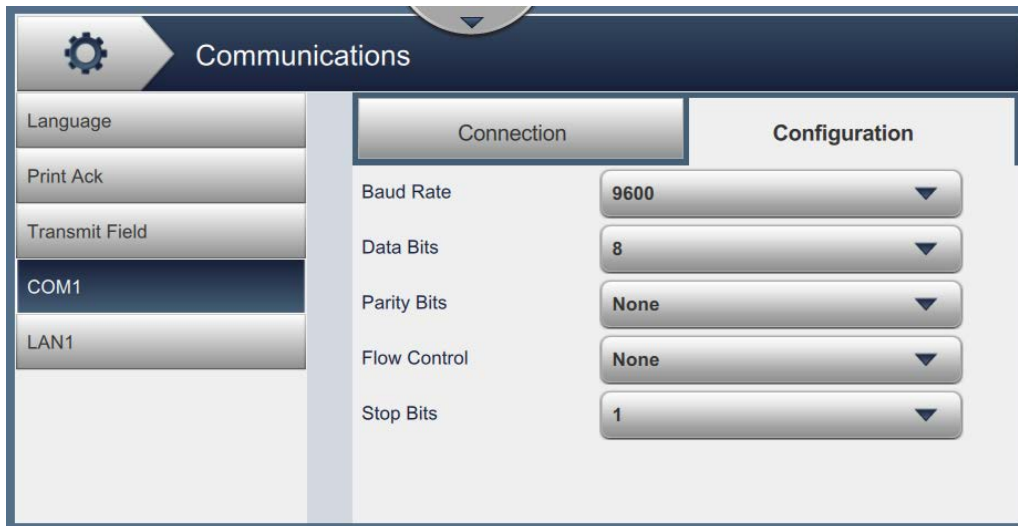 Communications
Language
Print Ack
Transmit Field
COM1
LAN1
Connection
Configuration
Baud Rate 9600
Data Bits 8
Parity Bits None
Flow Control None
Stop Bits 1